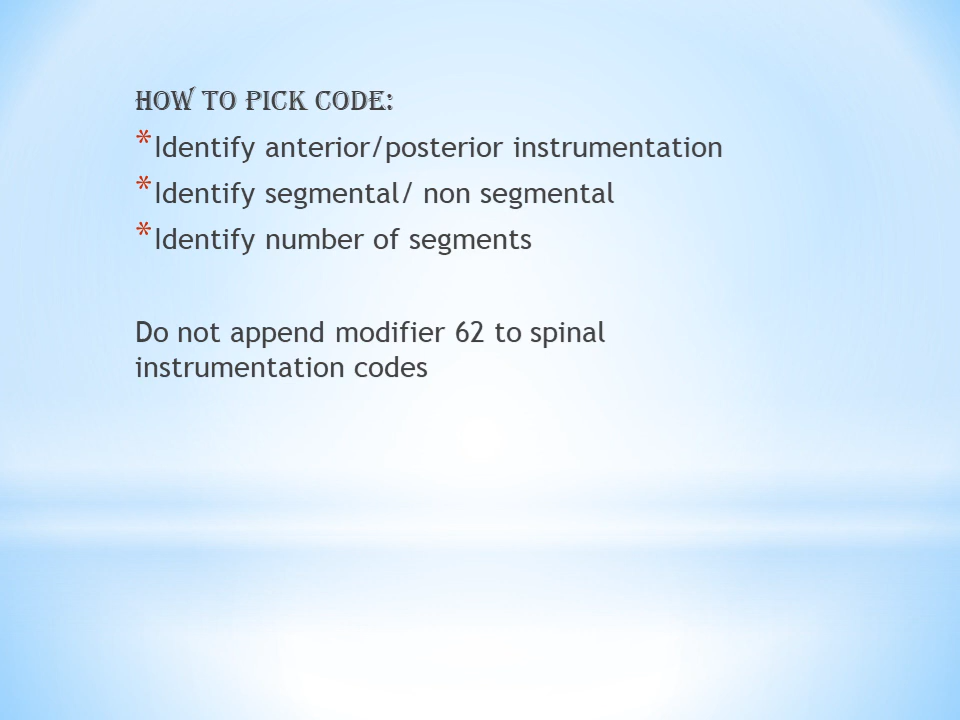 HOW TO PICK CODE:
* Identify anterior/posterior instrumentation
* Identify segmental/ non segmental
* Identify number of segments
Do not append modifier 62 to spinal
instrumentation codes